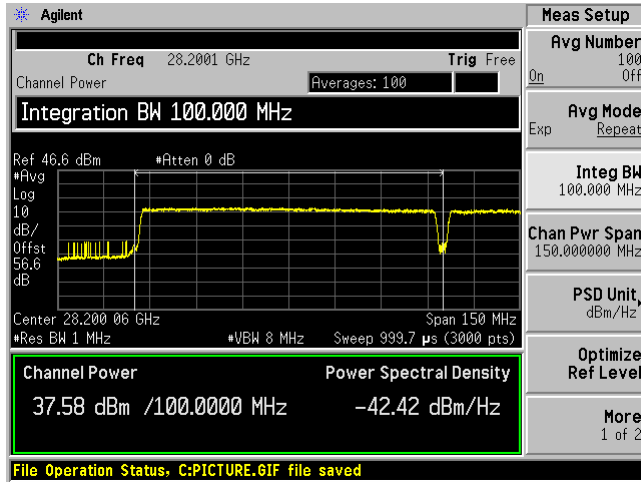 Agilent
Meas Setup
Ch Freq 28.2001 GHz Trig Free
Channel Power Averages: 100
Integration BW 100.000 MHz
Ref 46.6 dBm #Atten 0 dB
#Avg
Log
10
dB/
Offst
56.6
dB
Center 28.200 06 GHz Span 150 MHz
#Res BW 1 MHz #VBW 8 MHz Sweep 999.7 µs (3000 pts)
Channel Power Power Spectral Density
37.58 dBm /100.0000 MHz -42.42 dBm/Hz
File Operation Status, C:PICTURE.GIF file saved
Avg Number
100
On Off
Avg Mode
Exp Repeat
Integ BW
100.000 MHz
Chan Pwr Span
150.000000 MHz
PSD Unit
dBm/Hz
Optimize
Ref Level
More
1 of 2